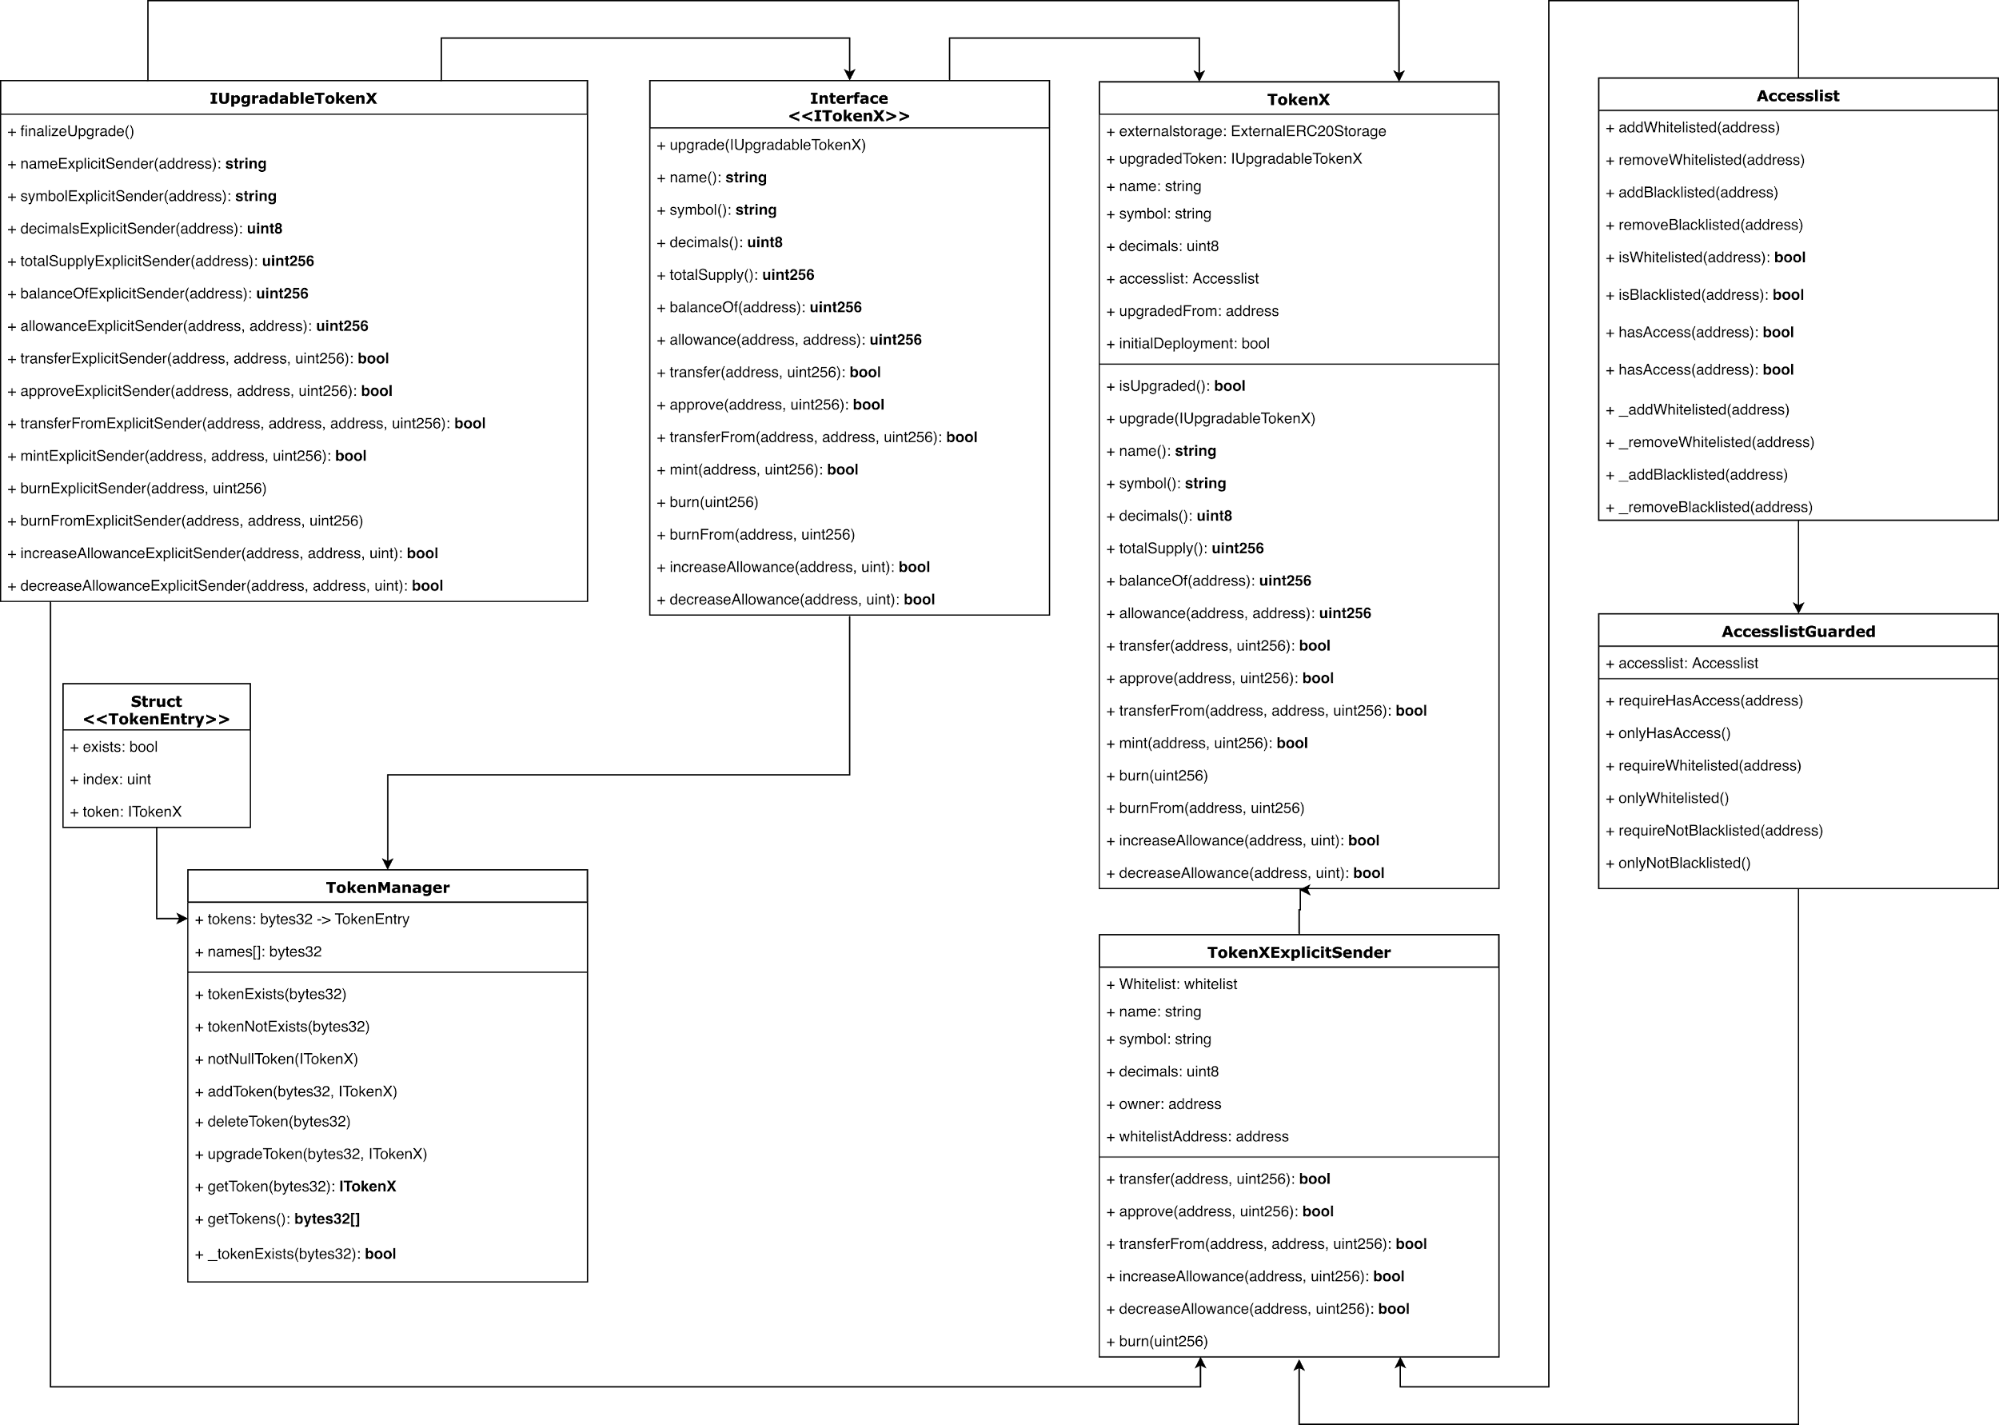 IUpgradableTokenX
+ finalizeUpgrade()
+ nameExplicitSender(address): string
+ symbolExplicitSender(address): string
+ decimalsExplicitSender(address): uint8
+ totalSupplyExplicitSender(address): uint256
+ balanceOfExplicitSender(address): uint256
+ allowanceExplicitSender(address, address): uint256
+ transferExplicitSender(address, address, uint256): bool
+ approveExplicitSender(address, address, uint256): bool
+ transferFromExplicitSender(address, address, address, uint256): bool
+ mintExplicitSender(address, address, uint256): bool
+ burnExplicitSender(address, uint256)
+ burnFromExplicitSender(address, address, uint256)
+ increaseAllowanceExplicitSender(address, address, uint): bool
+ decreaseAllowanceExplicitSender(address, address, uint): bool
Interface
<<ITokenX>>
+ upgrade(IUpgradableTokenX)
+ name(): string
+ symbol(): string
+ decimals(): uint8
+ totalSupply(): uint256
+ balanceOf(address): uint256
+ allowance(address, address): uint256
+ transfer(address, uint256): bool
+ approve(address, uint256): bool
+ transferFrom(address, address, uint256): bool
+ mint(address, uint256): bool
+ burn(uint256)
+ burnFrom(address, uint256)
+ increaseAllowance(address, uint): bool
+ decreaseAllowance(address, uint): bool
TokenX
+ externalstorage: ExternalERC20Storage
+ upgradedToken: IUpgradableTokenX
+ name: string
+ symbol: string
+ decimals: uint8
+ accesslist: Accesslist
+ upgradedFrom: address
+ initialDeployment: bool
+ isUpgraded(): bool
+ upgrade(IUpgradableTokenX)
+ name(): string
+ symbol(): string
+ decimals(): uint8
+ totalSupply(): uint256
+ balanceOf(address): uint256
+ allowance(address, address): uint256
+ transfer(address, uint256): bool
+ approve(address, uint256): bool
+ transferFrom(address, address, uint256): bool
+ mint(address, uint256): bool
+ burn(uint256)
+ burnFrom(address, uint256)
+ increaseAllowance(address, uint): bool
+ decreaseAllowance(address, uint): bool
Accesslist
+ addWhitelisted(address)
+ removeWhitelisted(address)
+ addBlacklisted(address)
+ removeBlacklisted(address)
+ isWhitelisted(address): bool
+ isBlacklisted(address): bool
+ hasAccess(address): bool
+ hasAccess(address): bool
+ _addWhitelisted(address)
+ _removeWhitelisted(address)
+ _addBlacklisted(address)
+ _removeBlacklisted(address)
AccesslistGuarded
+ accesslist: Accesslist
+ requireHasAccess(address)
+ onlyHasAccess()
+ requireWhitelisted(address)
+ onlyWhitelisted()
+ requireNotBlacklisted(address)
+ onlyNotBlacklisted()
Struct
<<TokenEntry>>
+ exists: bool
+ index: uint
+ token: ITokenX
TokenManager
+ tokens: bytes32 -> TokenEntry
+ names[]: bytes32
+ tokenExists(bytes32)
+ tokenNotExists(bytes32)
+ notNullToken(ITokenX)
+ addToken(bytes32, ITokenX)
+ deleteToken(bytes32)
+ upgradeToken(bytes32, ITokenX)
+ getToken(bytes32): ITokenX
+ getTokens(): bytes32[]
+ _tokenExists(bytes32): bool
TokenXExplicitSender
+ Whitelist: whitelist
+ name: string
+ symbol: string
+ decimals: uint8
+ owner: address
+ whitelistAddress: address
+ transfer(address, uint256): bool
+ approve(address, uint256): bool
+ transferFrom(address, address, uint256): bool
+ increaseAllowance(address, uint256): bool
+ decreaseAllowance(address, uint256): bool
+ burn(uint256)